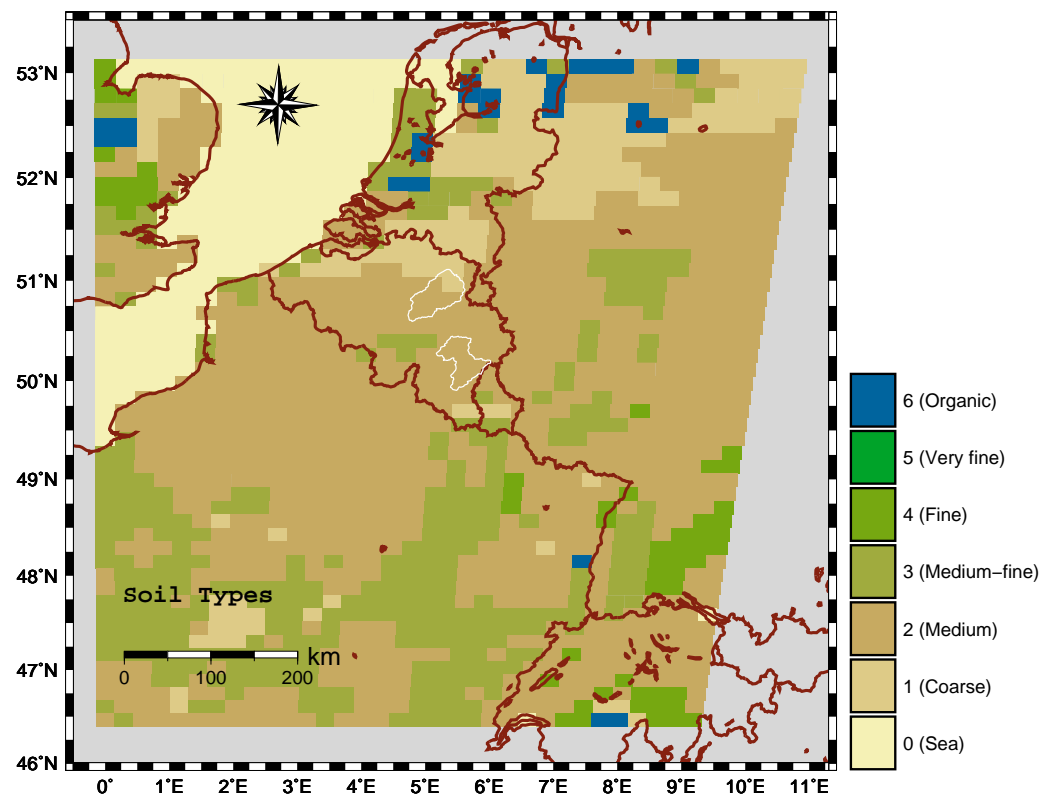 53°N
52°N
51°N
50°N
49°N
48°N
47°N
46°N
Soil Types
km
0 100 200
0° 1°E 2°E 3°E 4°E 5°E 6°E 7°E 8°E 9°E 10°E 11°E
6 (Organic)
5 (Very fine)
4 (Fine)
3 (Medium–fine)
2 (Medium)
1 (Coarse)
0 (Sea)